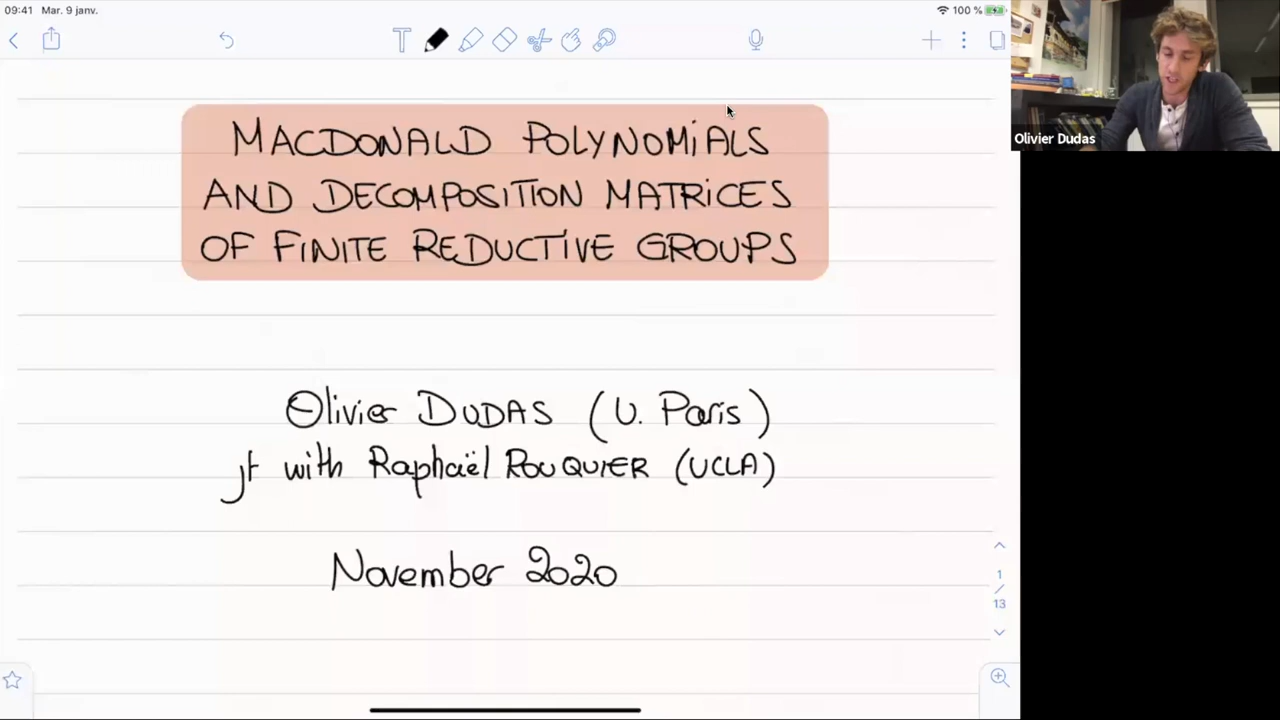 09:41 Mar. 9 janv.
100 %
T
Olivier Dudas
MACDONALD POLYNOMIALS
AND DECOMPOSITION MATRICES
OF FINITE REDUCTIVE GROUPS
Olivier DUDAS (U. Paris)
jt with Raphaël ROUQUIER (UCLA)
November 2020
1
/
13